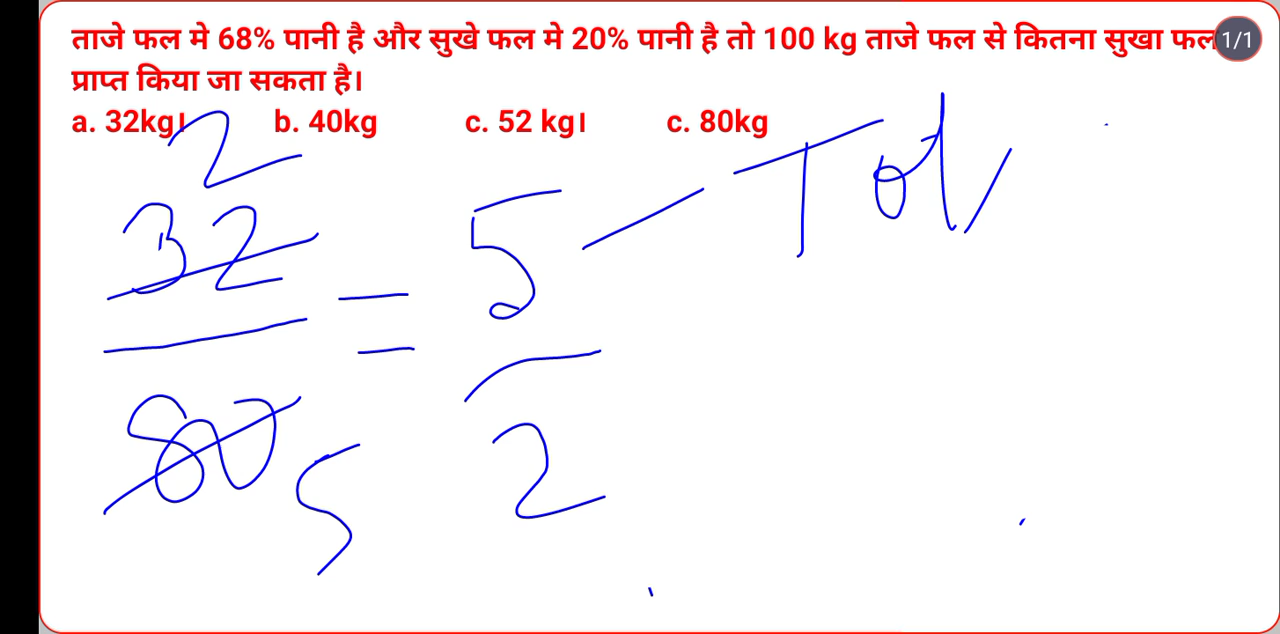 ताजे फल मे 68% पानी है और सुखे फल मे 20% पानी है तो 100 kg ताजे फल से कितना सुखा फल 1/1
प्राप्त किया जा सकता है।
a. 32kg। b. 40kg c. 52 kg। c. 80kg
2
32 = 5 Tot
80 = 2
5